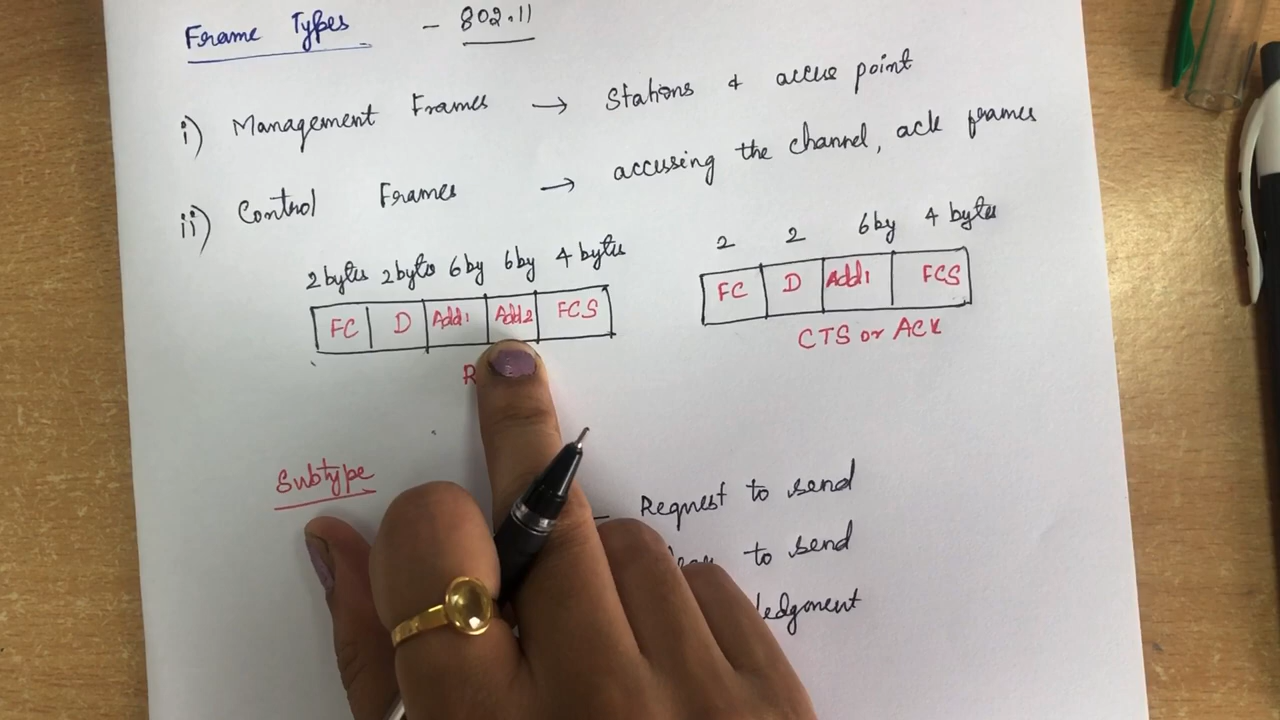 Frame Types - 802.11
i) Management Frames → Stations & access point
ii) Control Frames → accessing the channel, ack frames
2 bytes 2 bytes 6 by 6 by 4 bytes
FC D Add1 Add2 FCS
2 2 6 by 4 bytes
FC D Add1 FCS
CTS or ACK
Subtype
- Request to send
to send